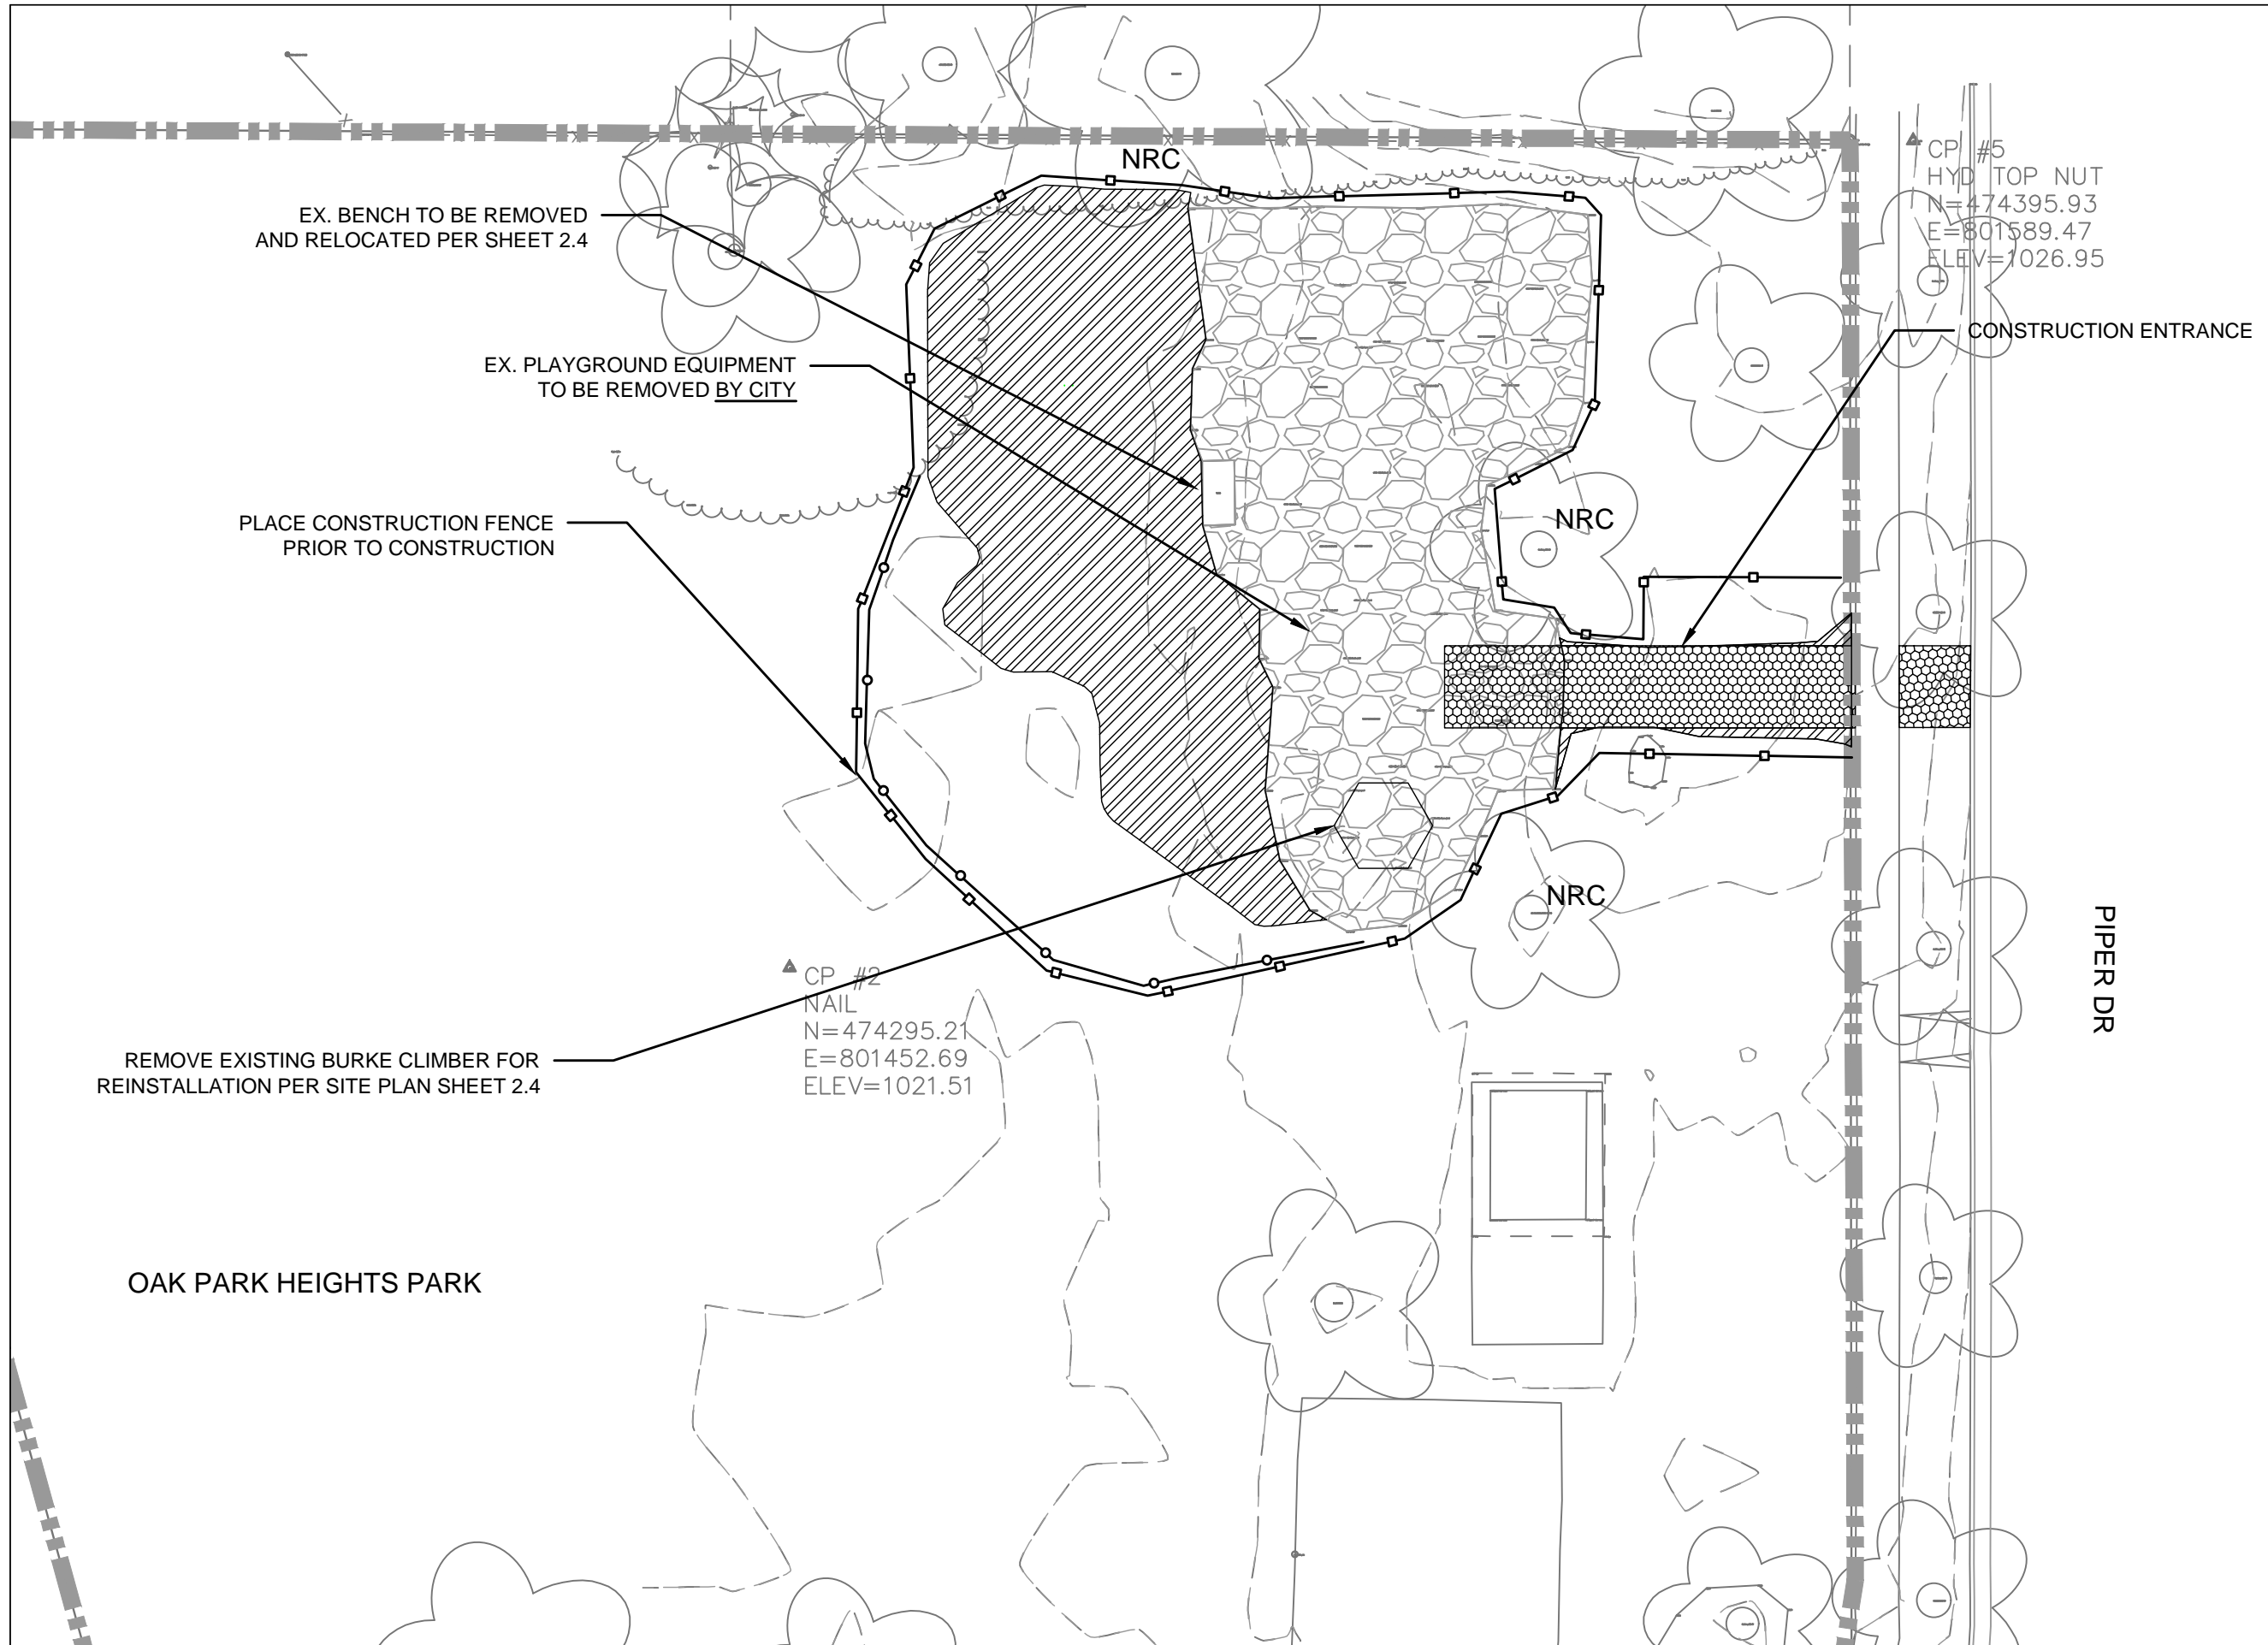 NRC
CP #5
HYD TOP NUT
N=474395.93
E=801589.47
ELEV=1026.95
EX. BENCH TO BE REMOVED
AND RELOCATED PER SHEET 2.4
CONSTRUCTION ENTRANCE
EX. PLAYGROUND EQUIPMENT
TO BE REMOVED BY CITY
PLACE CONSTRUCTION FENCE
PRIOR TO CONSTRUCTION
NRC
NRC
PIPER DR
CP #2
NAIL
N=474295.21
E=801452.69
ELEV=1021.51
REMOVE EXISTING BURKE CLIMBER FOR
REINSTALLATION PER SITE PLAN SHEET 2.4
OAK PARK HEIGHTS PARK